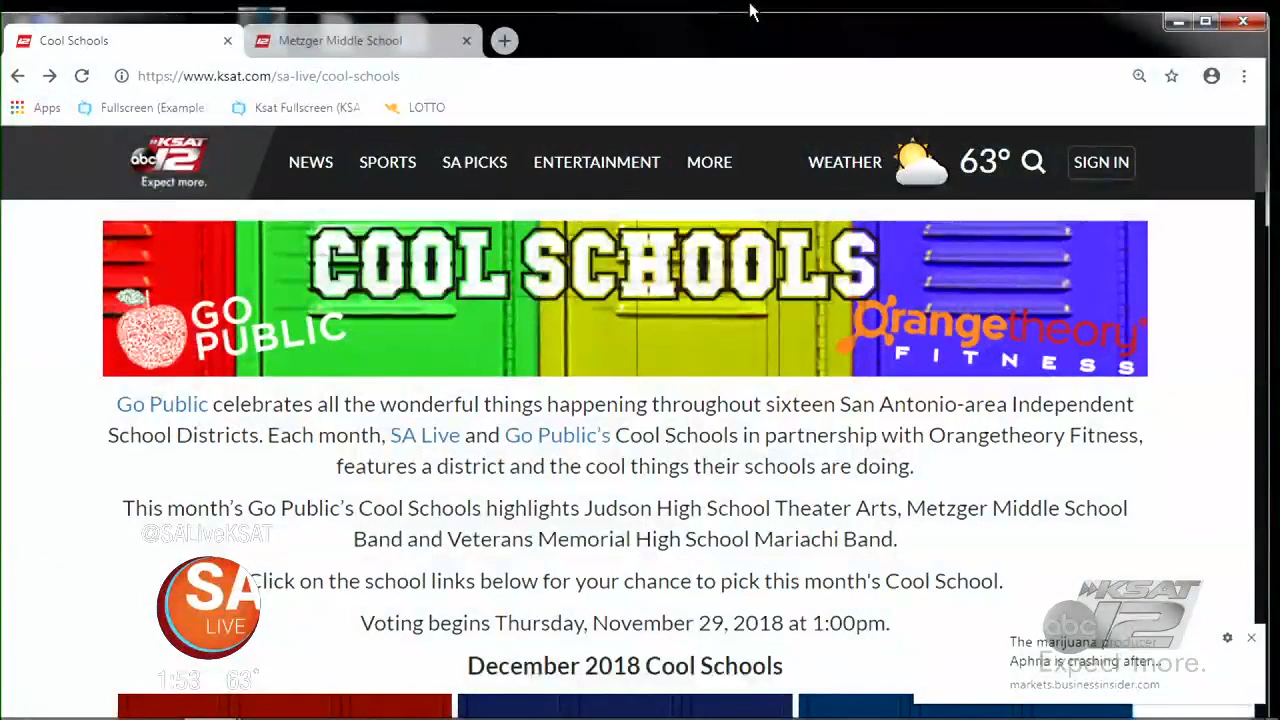 Cool Schools
Metzger Middle School
https://www.ksat.com/sa-live/cool-schools
Apps Fullscreen (Example Ksat Fullscreen (KSA LOTTO
KSAT
abc 12
Expect more.
NEWS SPORTS SA PICKS ENTERTAINMENT MORE WEATHER 63° SIGN IN
COOL SCHOOLS
GO
PUBLIC
Orangetheory
FITNESS
Go Public celebrates all the wonderful things happening throughout sixteen San Antonio-area Independent
School Districts. Each month, SA Live and Go Public's Cool Schools in partnership with Orangetheory Fitness,
features a district and the cool things their schools are doing.
This month's Go Public's Cool Schools highlights Judson High School Theater Arts, Metzger Middle School
Band and Veterans Memorial High School Mariachi Band.
@SALiveKSAT
Click on the school links below for your chance to pick this month's Cool School.
SA
LIVE
Voting begins Thursday, November 29, 2018 at 1:00pm.
December 2018 Cool Schools
1:53 63°
KSAT
abc 12
Expect more.
The marijuana producer
Aphria is crashing after...
markets.businessinsider.com